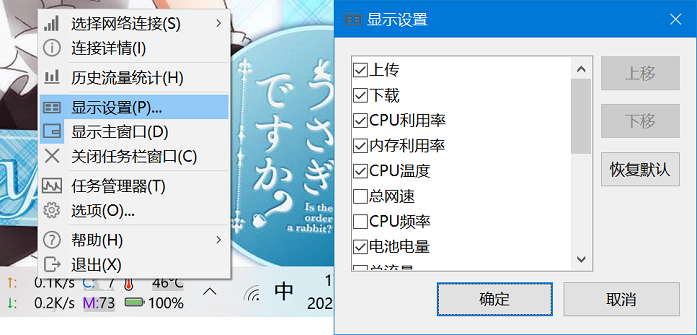 选择网络连接(S)
连接详情(I)
历史流量统计(H)
显示设置(P)...
显示主窗口(D)
关闭任务栏窗口(C)
任务管理器(T)
选项(O)...
帮助(H)
退出(X)
うさぎ
ですか?
Is the
order
a rabbit?
↑: 0.1K/s C: 7 46°C
↓: 0.2K/s M:73 100%
中
1
202
显示设置
上传
下载
CPU利用率
内存利用率
CPU温度
总网速
CPU频率
电池电量
总流量
上移
下移
恢复默认
确定
取消